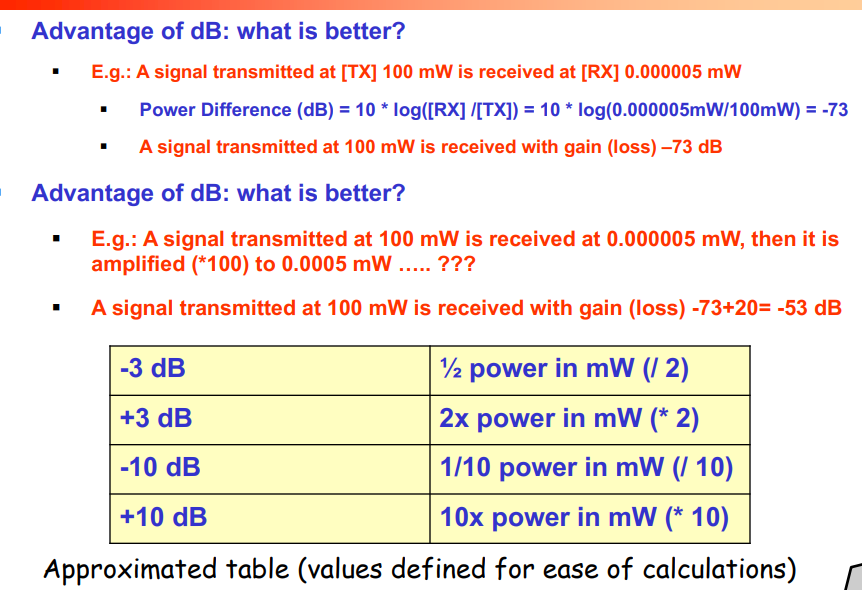 Advantage of dB: what is better?
▪ E.g.: A signal transmitted at [TX] 100 mW is received at [RX] 0.000005 mW
▪ Power Difference (dB) = 10 * log([RX] /[TX]) = 10 * log(0.000005mW/100mW) = -73
▪ A signal transmitted at 100 mW is received with gain (loss) –73 dB
Advantage of dB: what is better?
▪ E.g.: A signal transmitted at 100 mW is received at 0.000005 mW, then it is
amplified (*100) to 0.0005 mW ….. ???
▪ A signal transmitted at 100 mW is received with gain (loss) -73+20= -53 dB
-3 dB ½ power in mW (/ 2)
+3 dB 2x power in mW (* 2)
-10 dB 1/10 power in mW (/ 10)
+10 dB 10x power in mW (* 10)
Approximated table (values defined for ease of calculations)